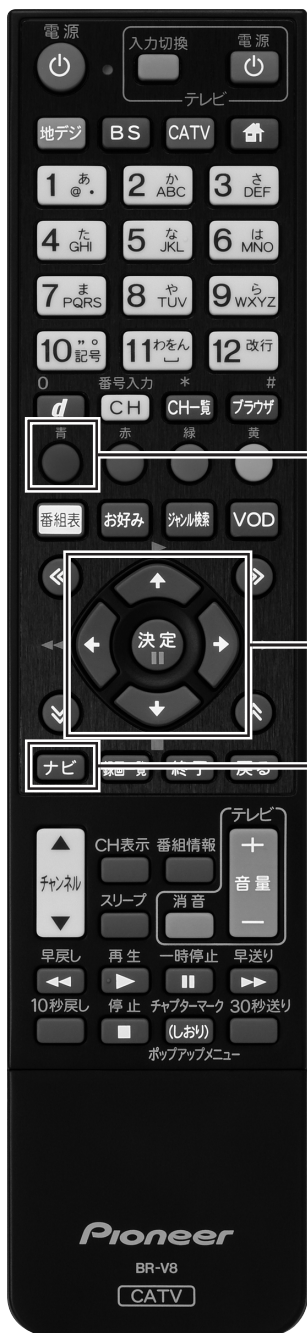 電源
入力切換
電源
テレビ
地デジ
BS
CATV
1 あ @.
2 か ABC
3 さ DEF
4 た GHI
5 な JKL
6 は MNO
7 ま PQRS
8 や TUV
9 ら WXYZ
10 記号
11 わをん
12 改行
0 番号入力 * #
d
CH
CH一覧
ブラウザ
青 赤 緑 黄
番組表
お好み
ジャンル検索
VOD
決定
ナビ
録画一覧
終了
戻る
テレビ
CH表示
番組情報
+
チャンネル
音量
スリープ
消音
-
早戻し 再生 一時停止 早送り
10秒戻し 停止 チャプターマーク 30秒送り
(しおり)
ポップアップメニュー
Pioneer
BR-V8
CATV